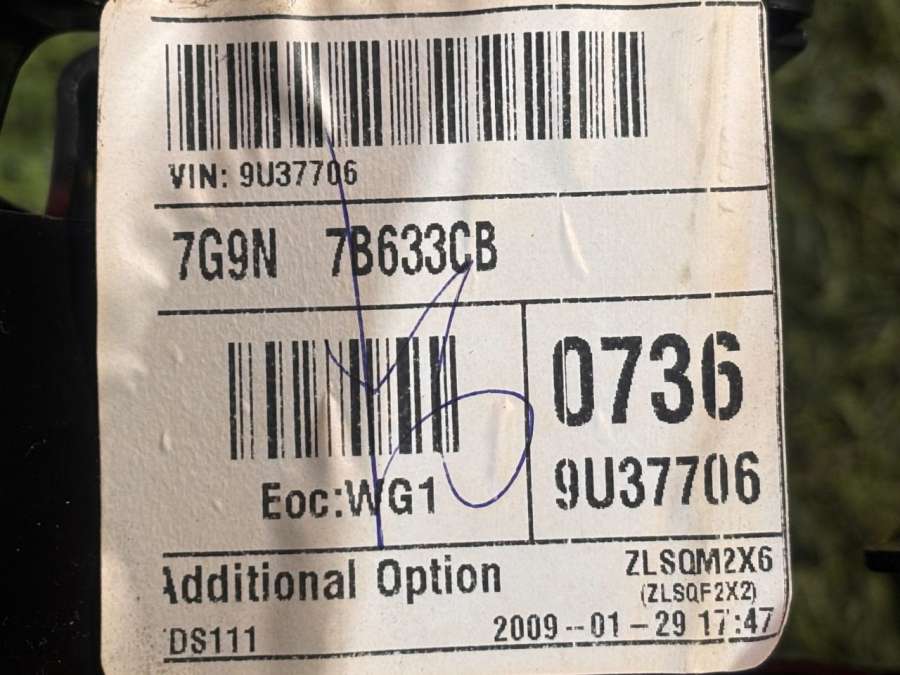 VIN: 9U37706
7G9N 7B633CB
0736
Eoc:WG1
9U37706
Additional Option
ZLSQM2X6
(ZLSQF2X2)
DS111
2009--01-29 17:47